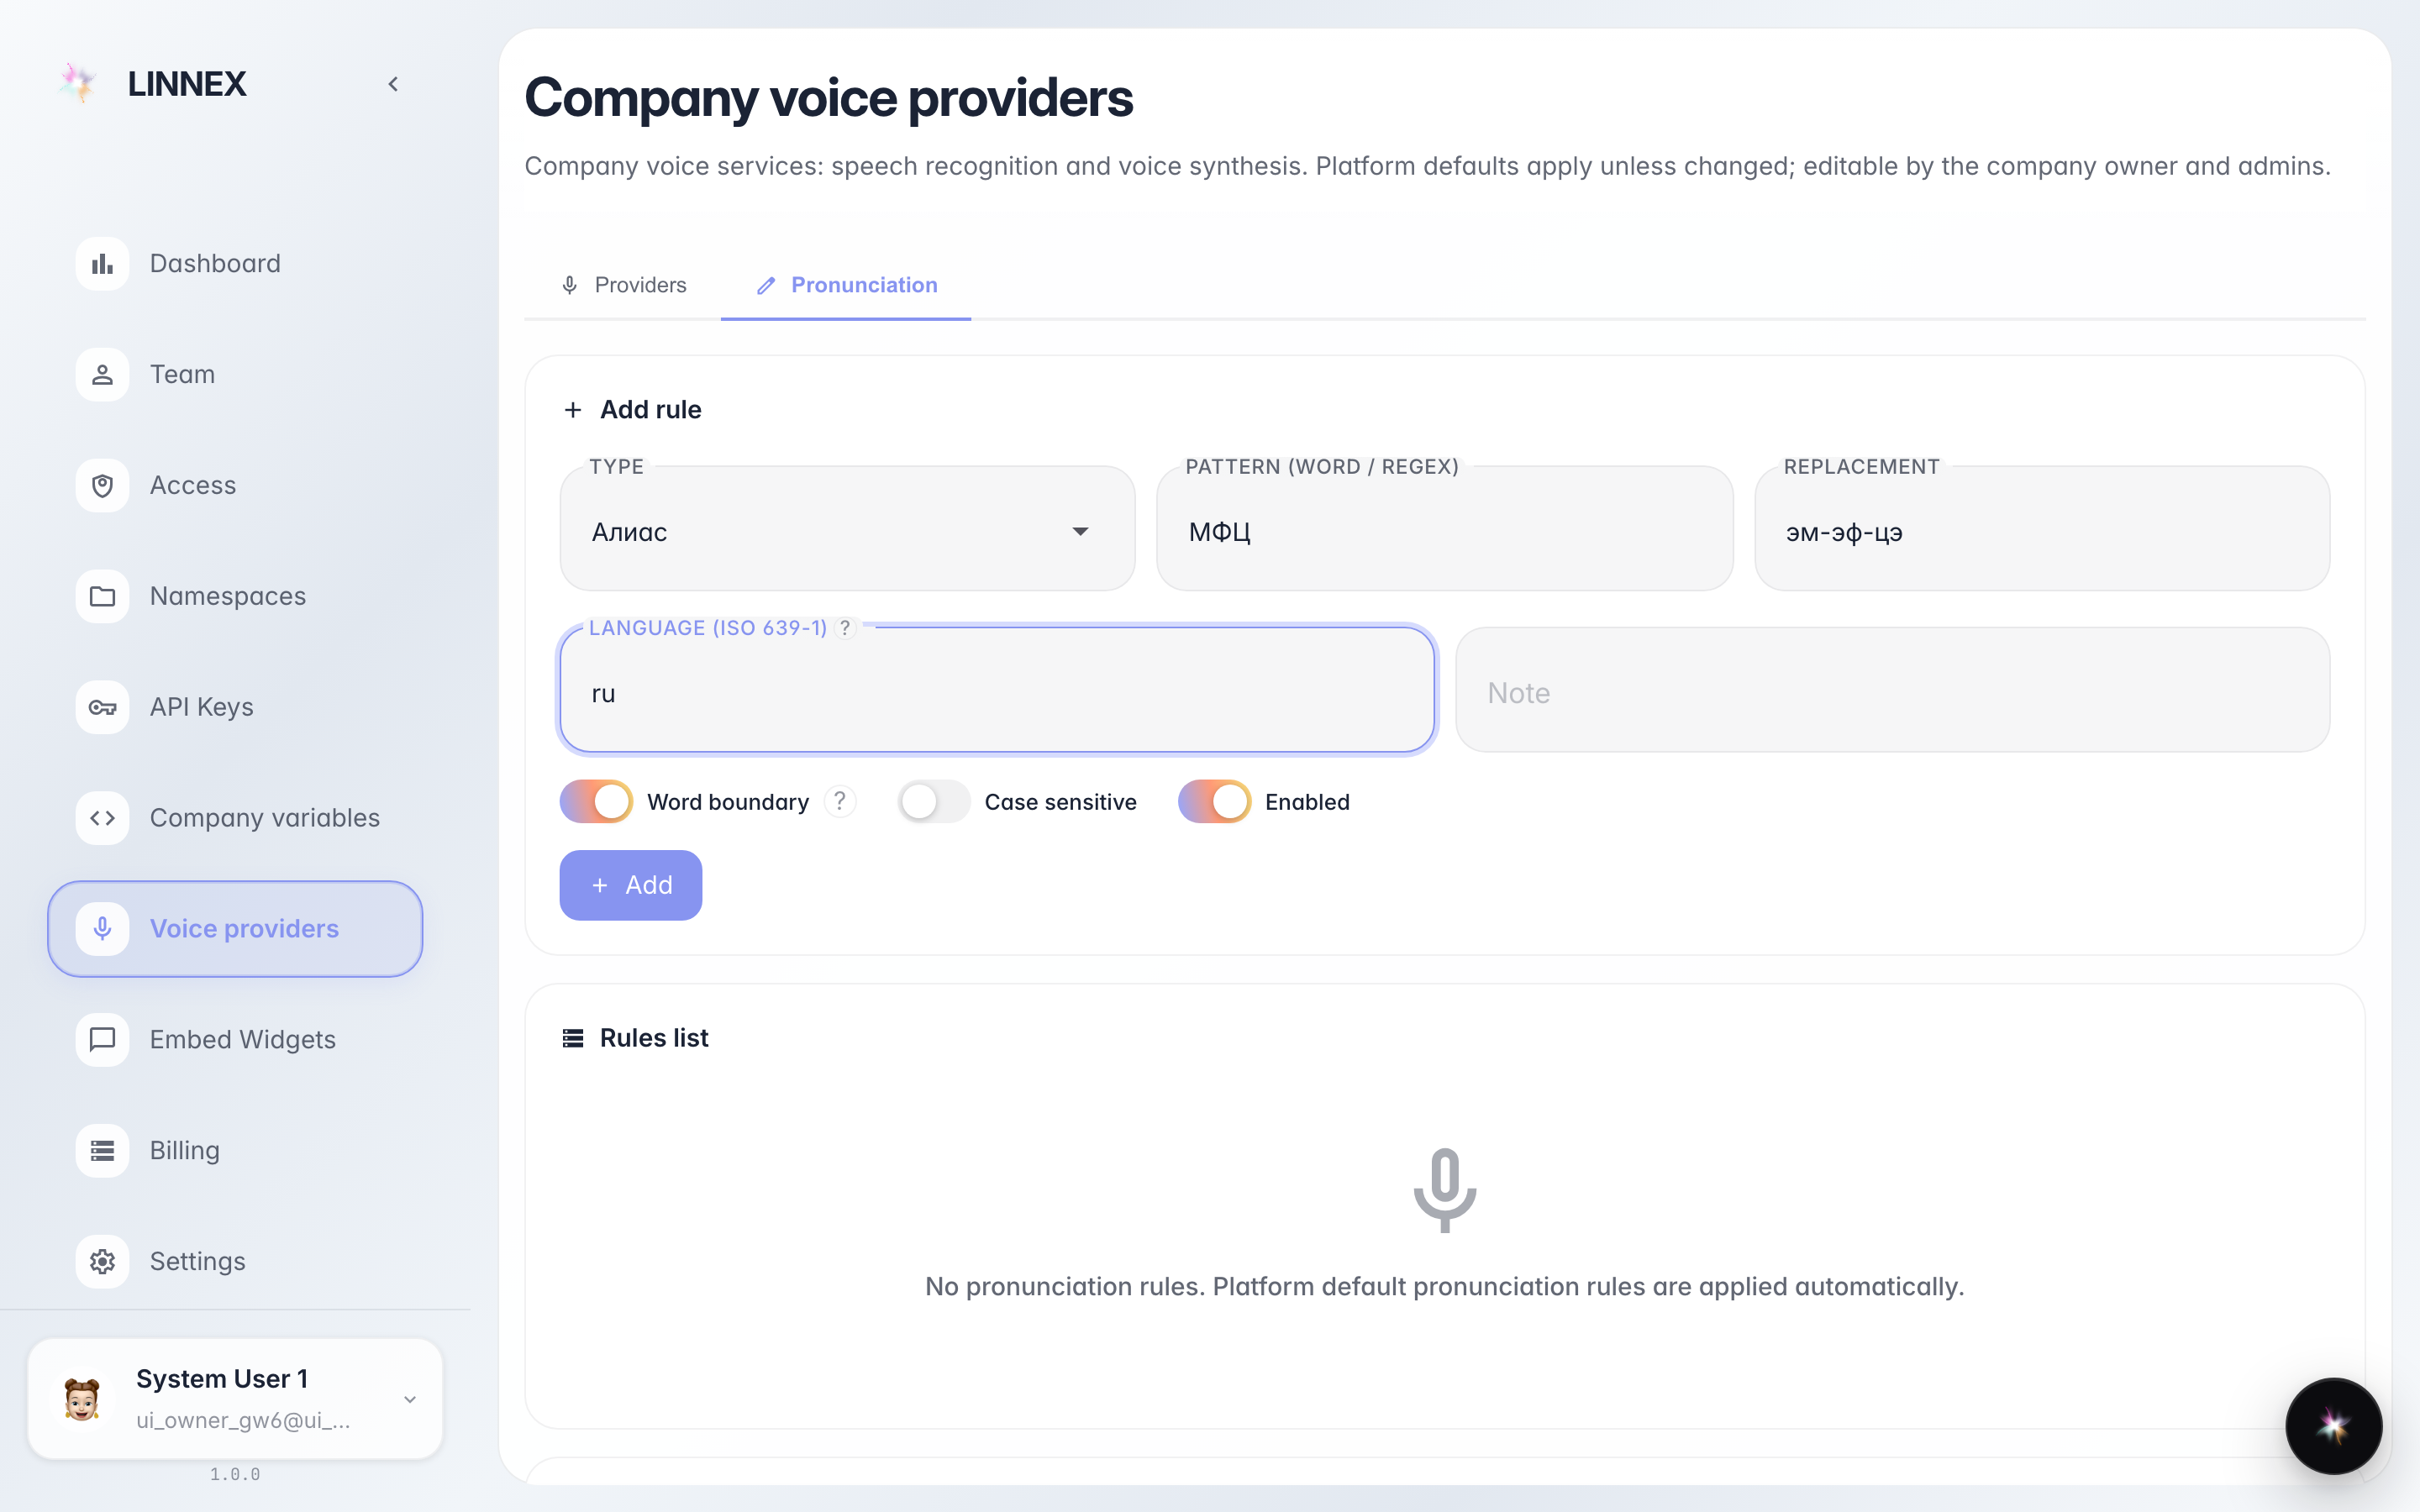 LINNEX
Dashboard
Team
Access
Namespaces
API Keys
Company variables
Voice providers
Embed Widgets
Billing
Settings
System User 1
ui_owner_gw6@ui_...
1.0.0
Company voice providers
Company voice services: speech recognition and voice synthesis. Platform defaults apply unless changed; editable by the company owner and admins.
Providers
Pronunciation
+ Add rule
TYPE
Алиас
PATTERN (WORD / REGEX)
МФЦ
REPLACEMENT
эм-эф-цэ
LANGUAGE (ISO 639-1) ?
ru
Note
Word boundary ?
Case sensitive
Enabled
+ Add
Rules list
No pronunciation rules. Platform default pronunciation rules are applied automatically.